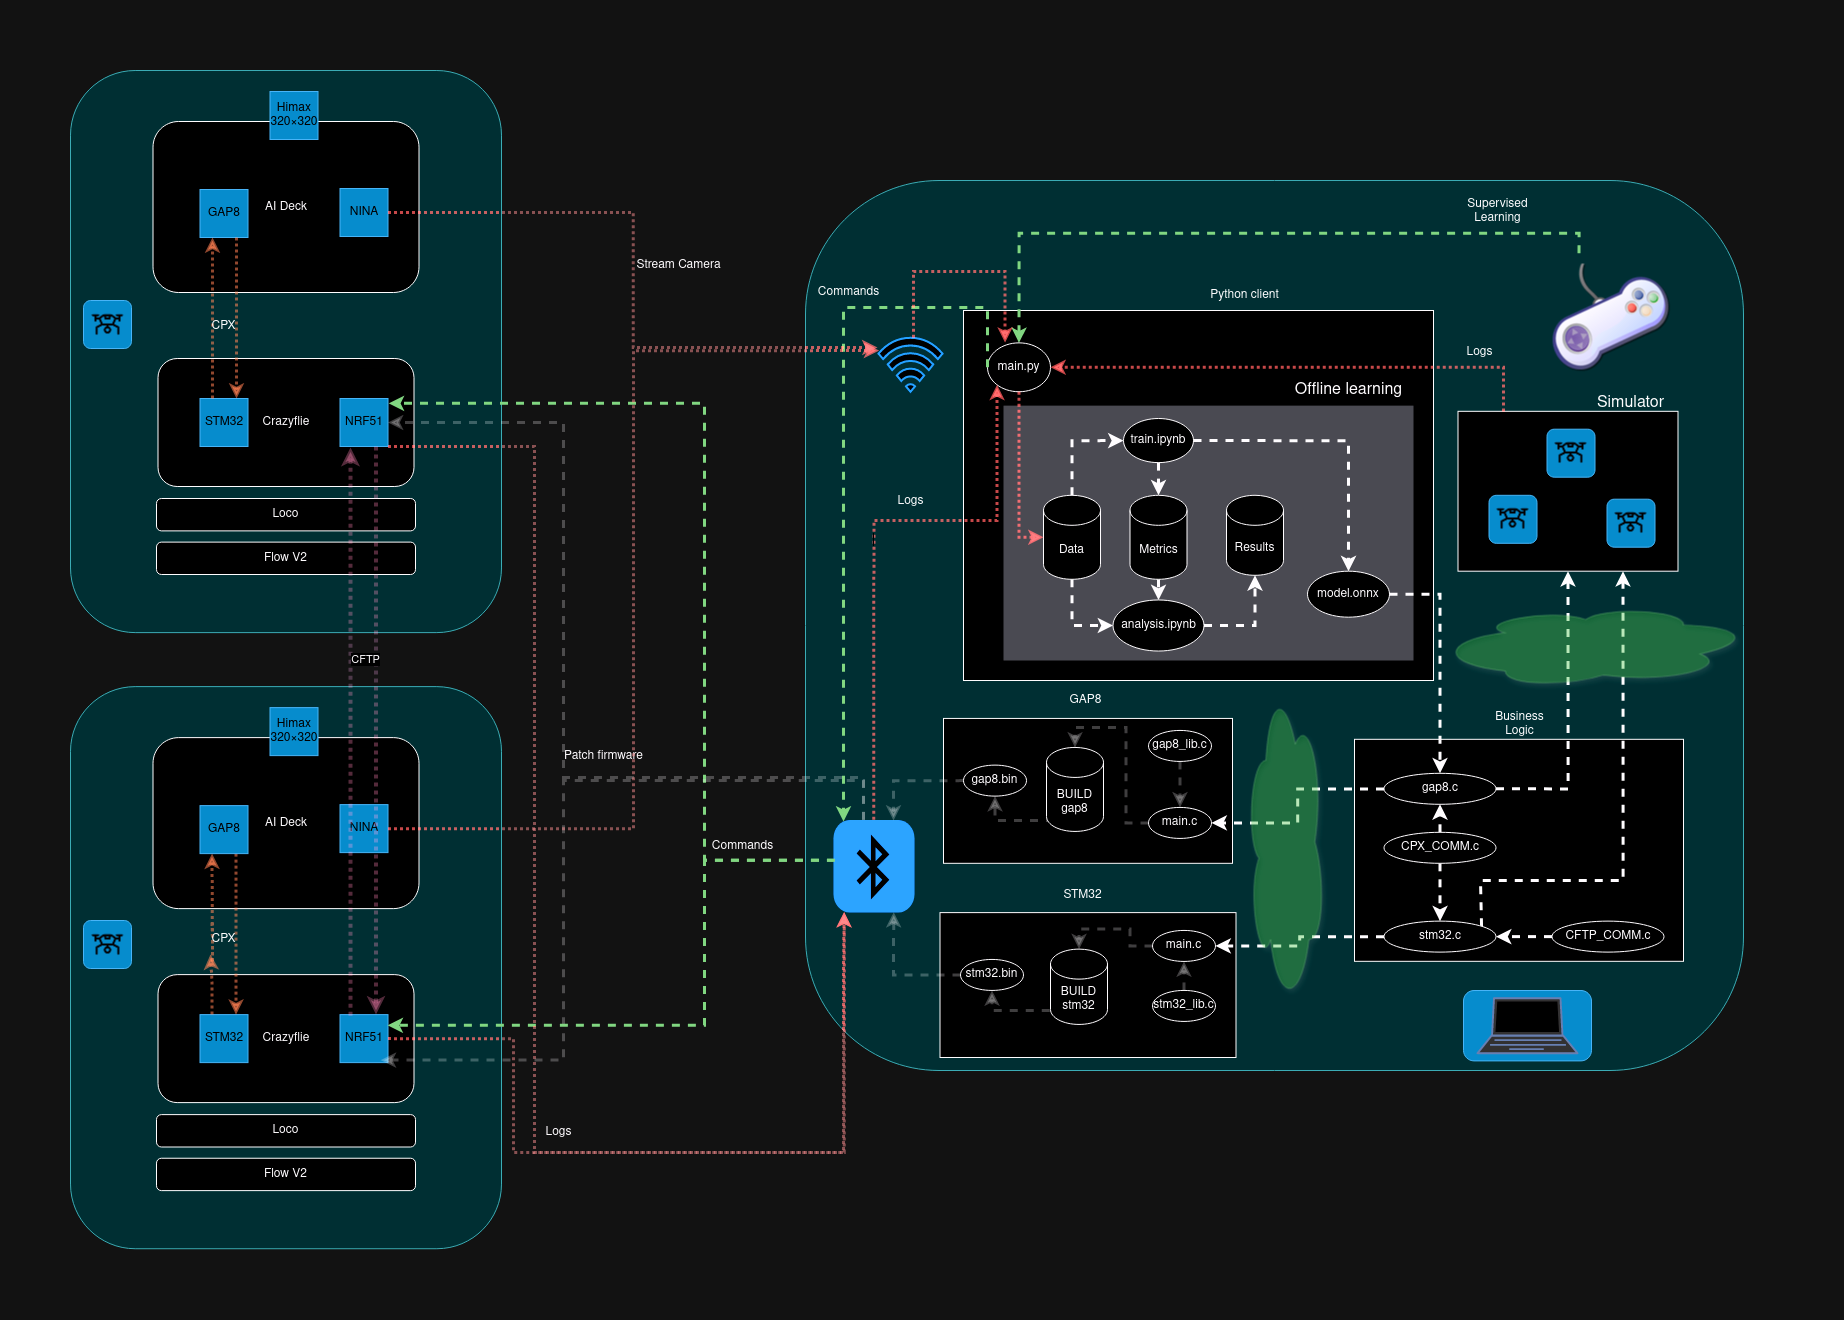 Himax
320×320
GAP8
AI Deck
NINA
CPX
STM32
Crazyflie
NRF51
Loco
Flow V2
CFTP
Himax
320×320
GAP8
AI Deck
NINA
CPX
STM32
Crazyflie
NRF51
Loco
Flow V2
Stream Camera
Patch firmware
Commands
Logs
Supervised
Learning
Commands
Python client
main.py
Logs
Offline learning
Simulator
train.ipynb
Logs
Data
Metrics
Results
model.onnx
analysis.ipynb
GAP8
gap8_lib.c
gap8.bin
BUILD
gap8
main.c
STM32
main.c
stm32.bin
BUILD
stm32
stm32_lib.c
Business
Logic
gap8.c
CPX_COMM.c
stm32.c
CFTP_COMM.c